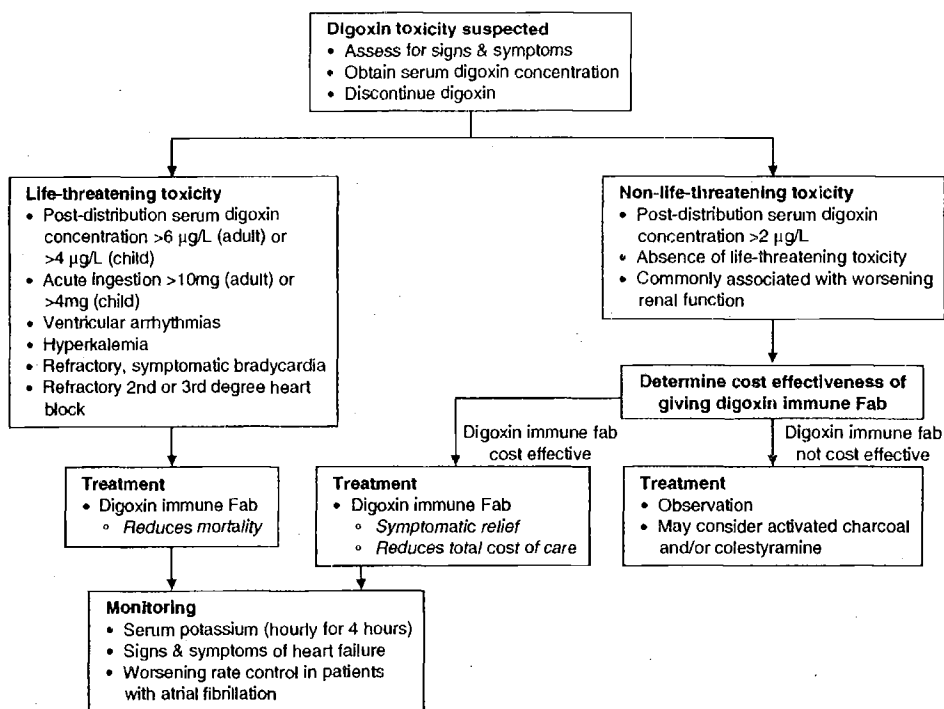 Digoxin toxicity suspected
• Assess for signs & symptoms
• Obtain serum digoxin concentration
• Discontinue digoxin
Life-threatening toxicity
• Post-distribution serum digoxin
concentration >6 µg/L (adult) or
>4 µg/L (child)
• Acute ingestion >10mg (adult) or
>4mg (child)
• Ventricular arrhythmias
• Hyperkalemia
• Refractory, symptomatic bradycardia
• Refractory 2nd or 3rd degree heart
block
Non-life-threatening toxicity
• Post-distribution serum digoxin
concentration >2 µg/L
• Absence of life-threatening toxicity
• Commonly associated with worsening
renal function
Determine cost effectiveness of
giving digoxin immune Fab
Digoxin immune fab
cost effective
Digoxin immune fab
not cost effective
Treatment
• Digoxin immune Fab
o Reduces mortality
Treatment
• Digoxin immune Fab
o Symptomatic relief
o Reduces total cost of care
Treatment
• Observation
• May consider activated charcoal
and/or colestyramine
Monitoring
• Serum potassium (hourly for 4 hours)
• Signs & symptoms of heart failure
• Worsening rate control in patients
with atrial fibrillation